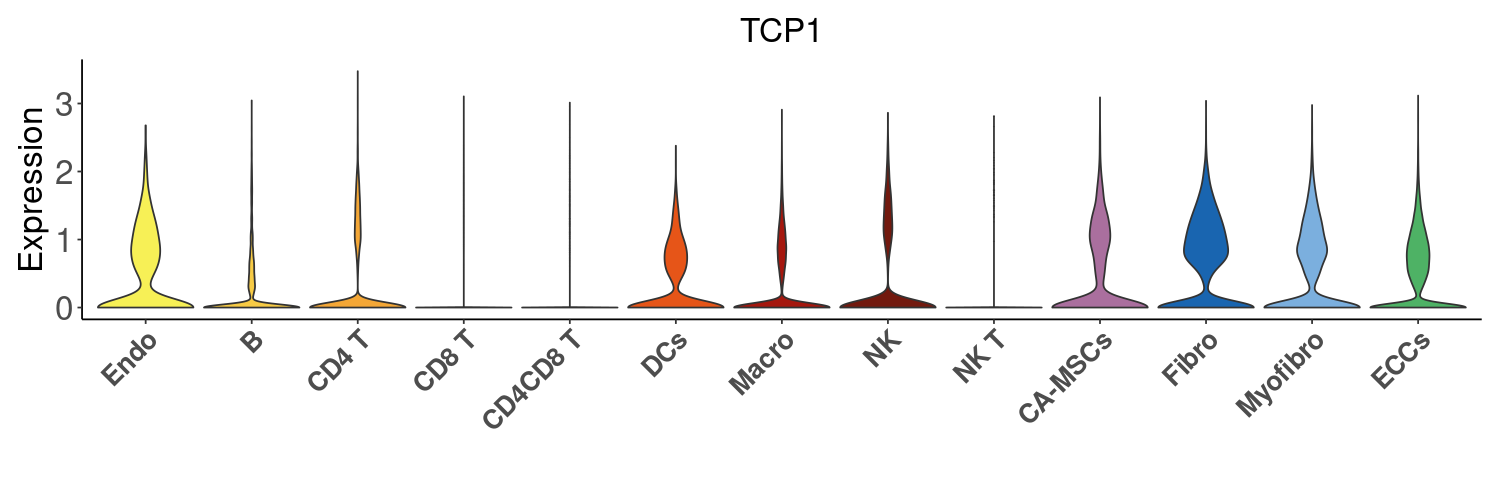 TCP1
Expression
3
2
1
0
Endo
B
CD4 T
CD8 T
CD4CD8 T
DCs
Macro
NK
NK T
CA-MSCs
Fibro
Myofibro
ECCs